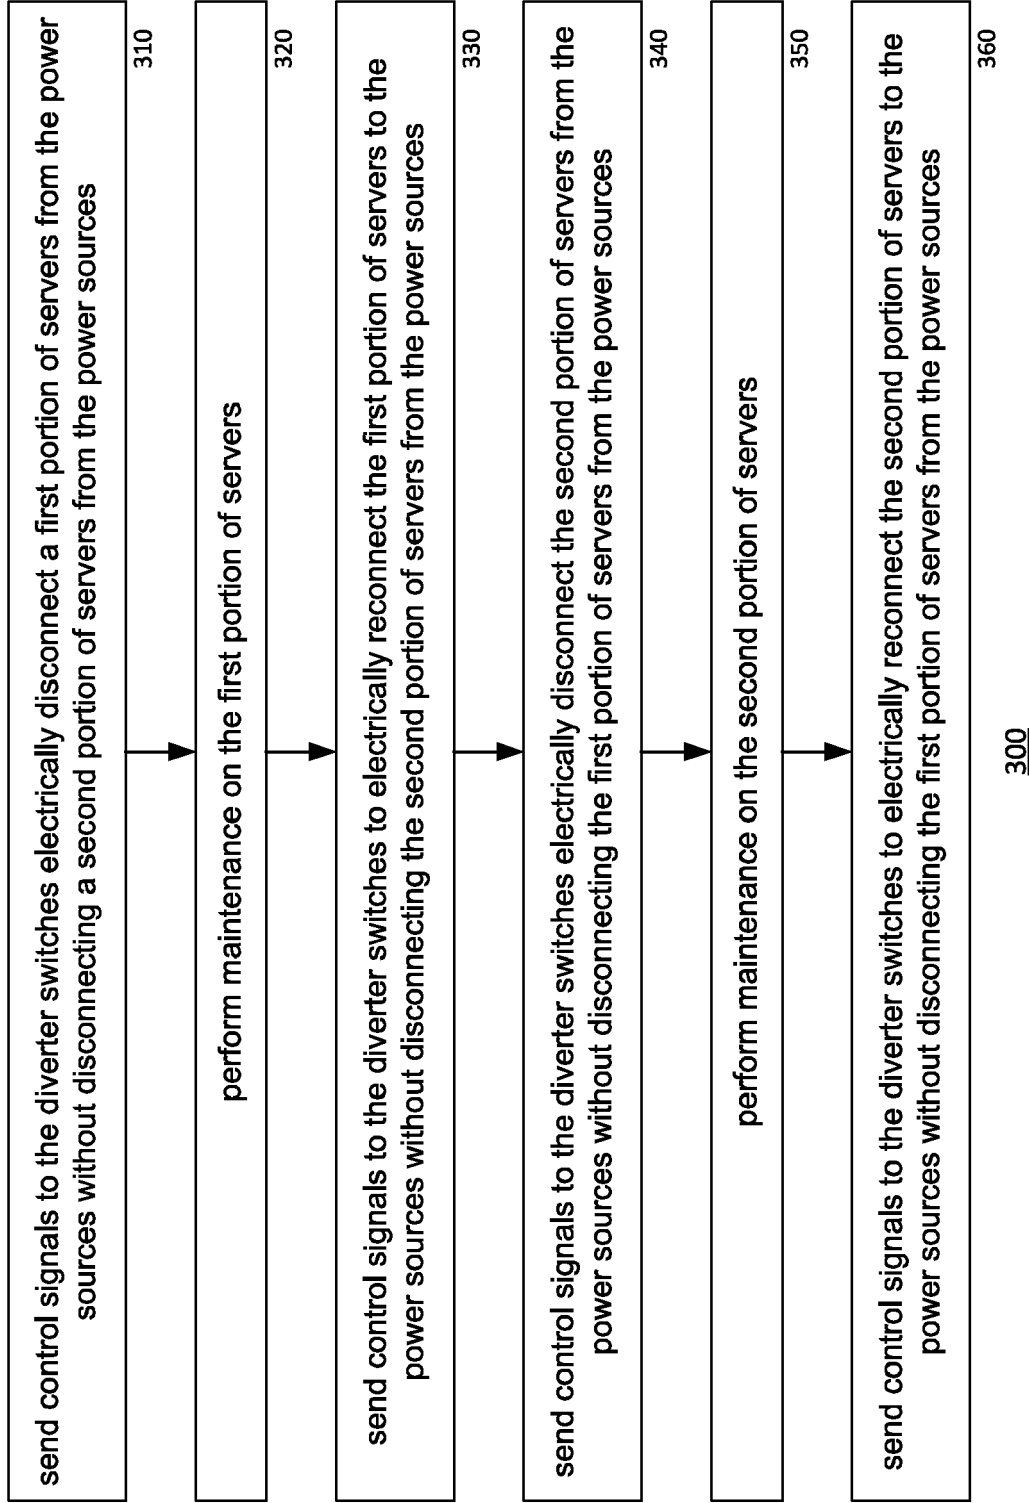 send control signals to the diverter switches electrically disconnect a first portion of servers from the power
sources without disconnecting a second portion of servers from the power sources
310
perform maintenance on the first portion of servers
320
send control signals to the diverter switches to electrically reconnect the first portion of servers to the
power sources without disconnecting the second portion of servers from the power sources
330
send control signals to the diverter switches electrically disconnect the second portion of servers from the
power sources without disconnecting the first portion of servers from the power sources
340
perform maintenance on the second portion of servers
350
send control signals to the diverter switches to electrically reconnect the second portion of servers to the
power sources without disconnecting the first portion of servers from the power sources
360
300